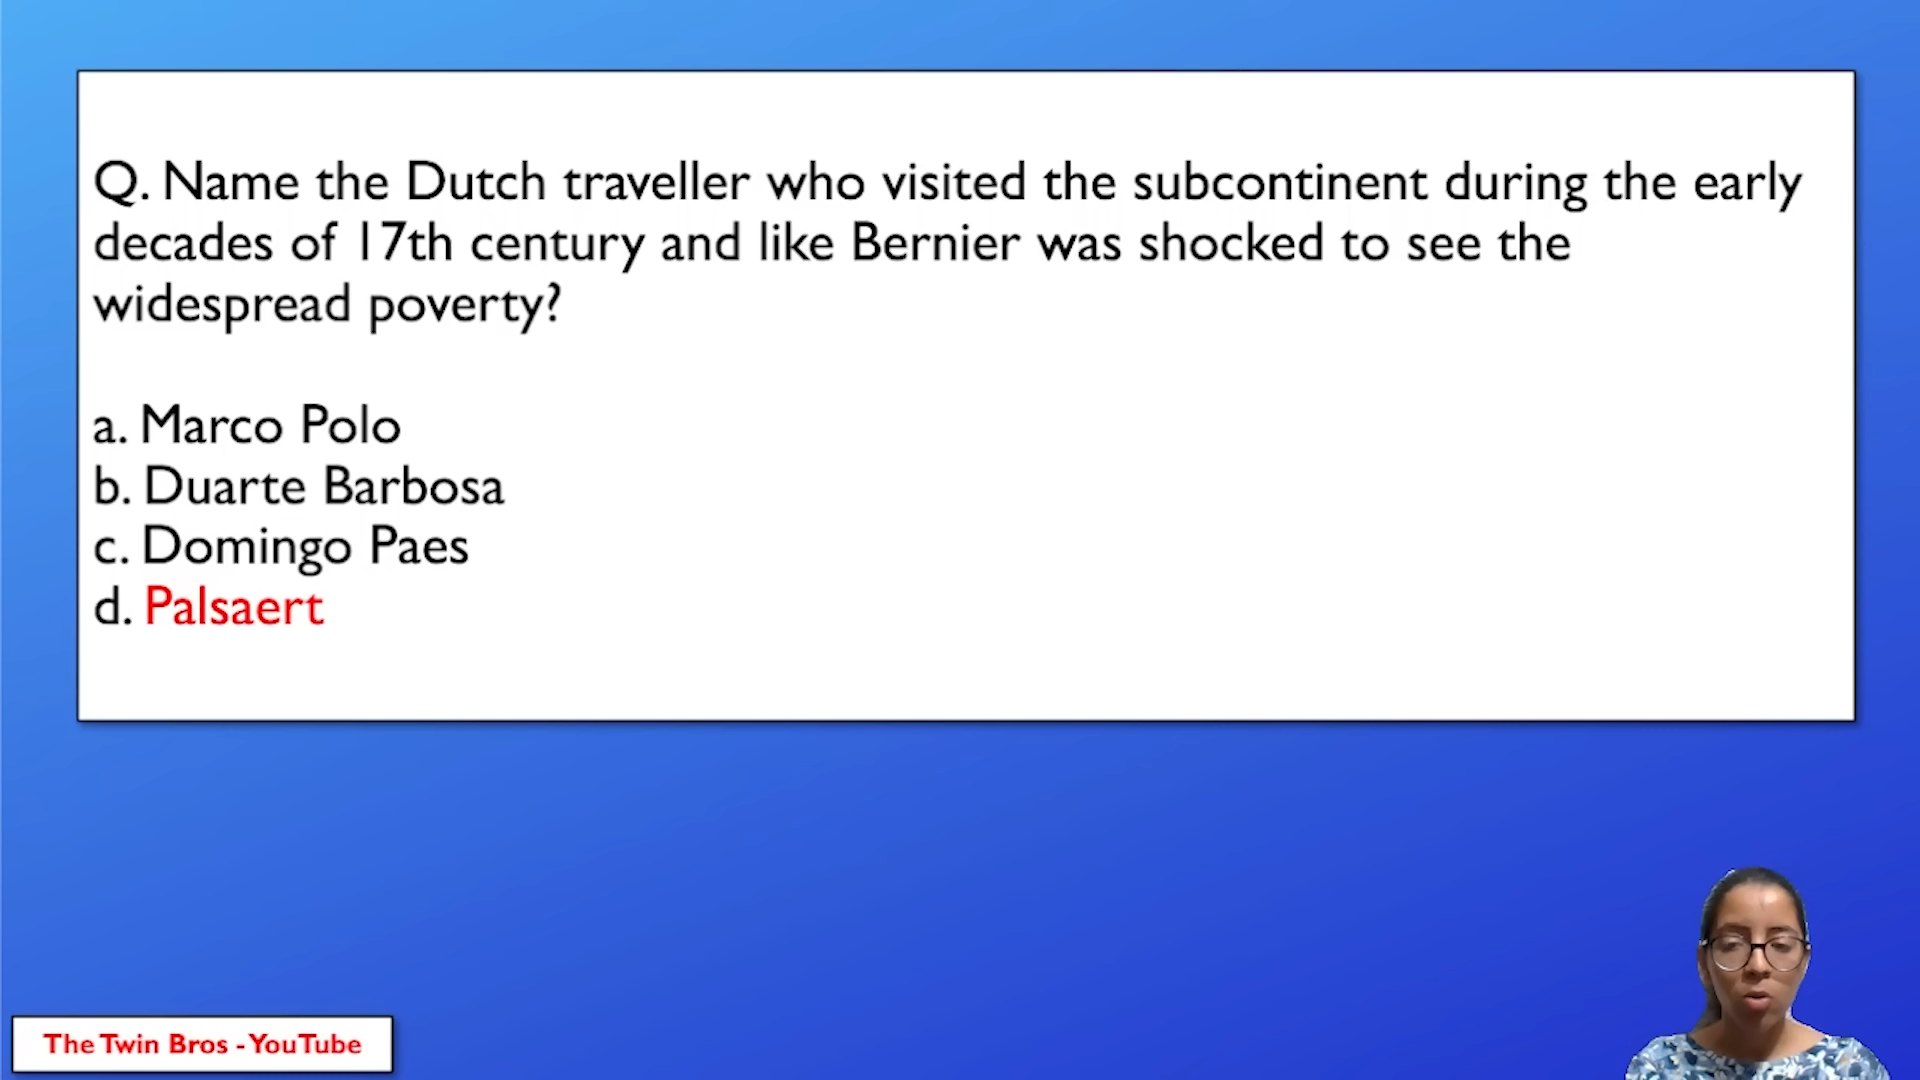 Q. Name the Dutch traveller who visited the subcontinent during the early
decades of 17th century and like Bernier was shocked to see the
widespread poverty?
a. Marco Polo
b. Duarte Barbosa
c. Domingo Paes
d. Palsaert
The Twin Bros - YouTube